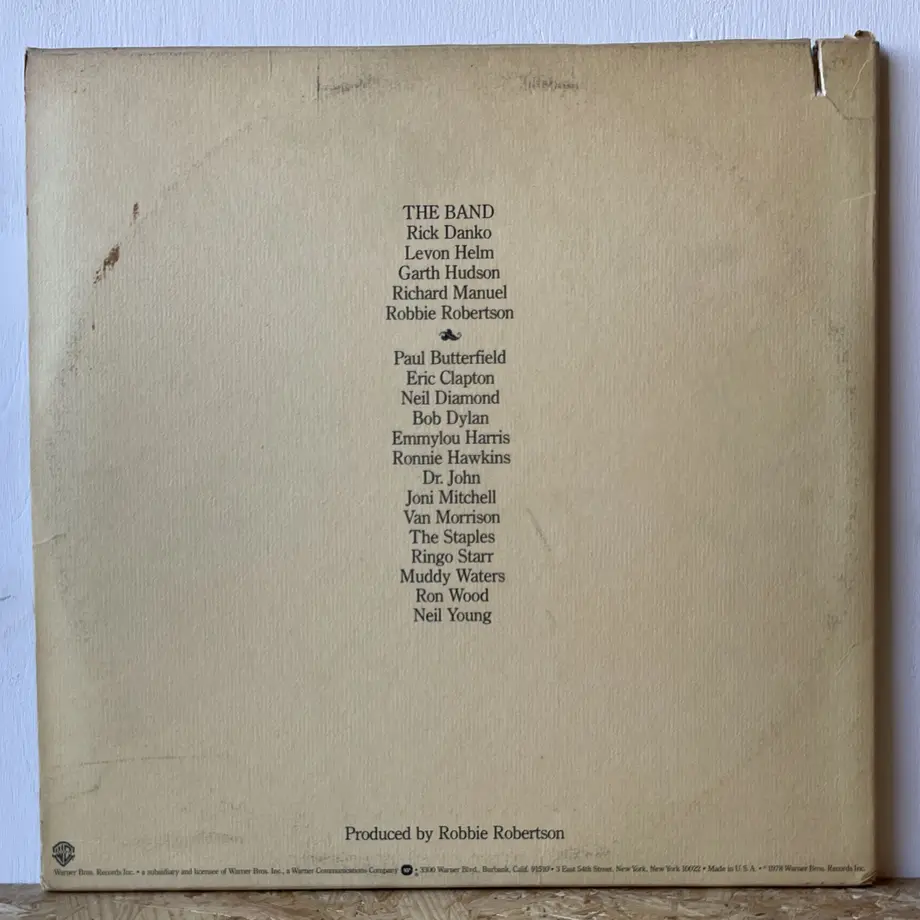 THE BAND
Rick Danko
Levon Helm
Garth Hudson
Richard Manuel
Robbie Robertson
Paul Butterfield
Eric Clapton
Neil Diamond
Bob Dylan
Emmylou Harris
Ronnie Hawkins
Dr. John
Joni Mitchell
Van Morrison
The Staples
Ringo Starr
Muddy Waters
Ron Wood
Neil Young
Produced by Robbie Robertson
Warner Bros. Records Inc. • a subsidiary and licensee of Warner Bros. Inc., a Warner Communications Company • 3300 Warner Blvd., Burbank, Calif. 91510 • 3 East 54th Street, New York, New York 10022 • Made in U.S.A. • ℗ 1978 Warner Bros. Records Inc.